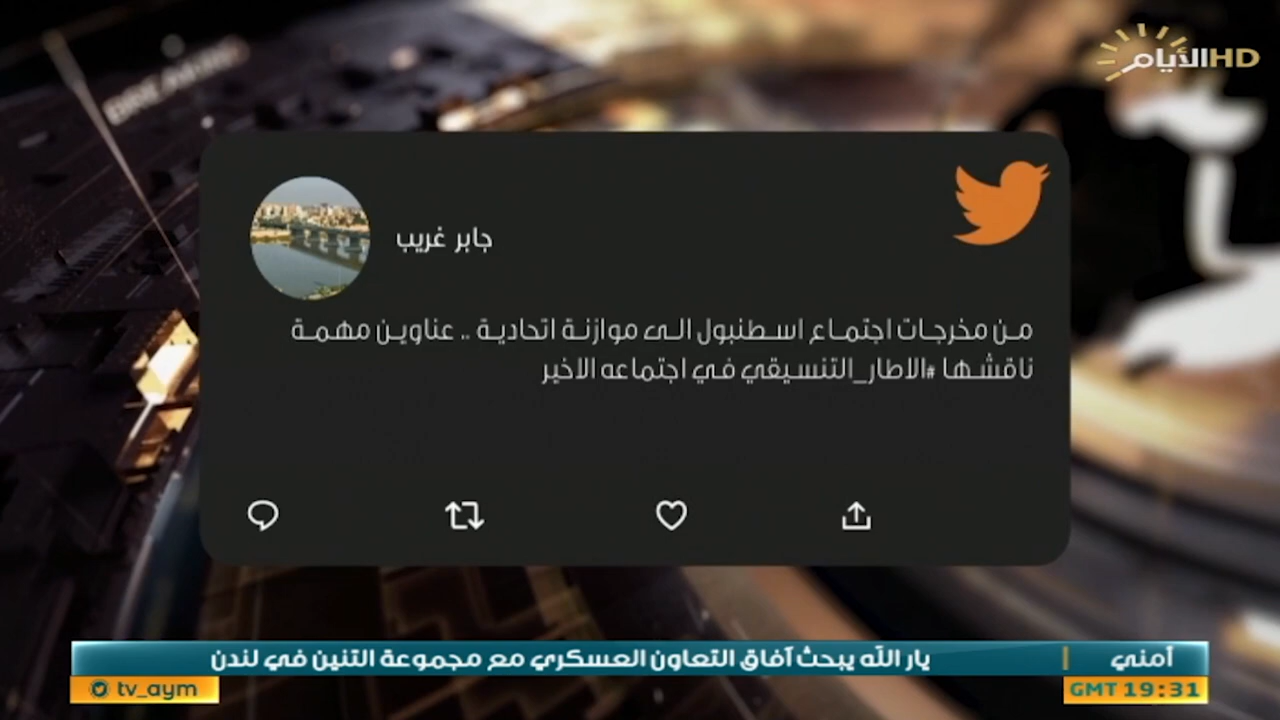 الأيام HD
BREAKING
جابر غريب
من مخرجات اجتماع اسطنبول الى موازنة اتحادية .. عناوين مهمة
ناقشها #الاطار_التنسيقي في اجتماعه الاخير
أمني
يار الله يبحث آفاق التعاون العسكري مع مجموعة التنين في لندن
tv_aym
GMT 19:31